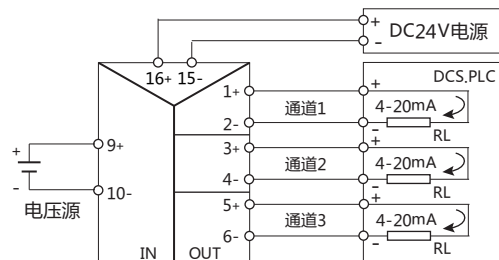 + DC24V电源
-
16+ 15-
DCS.PLC
1+ 通道1 + 4-20mA
2- - RL
3+ 通道2 + 4-20mA
4- - RL
5+ 通道3 + 4-20mA
6- - RL
+ 9+
- 10-
电压源
IN OUT